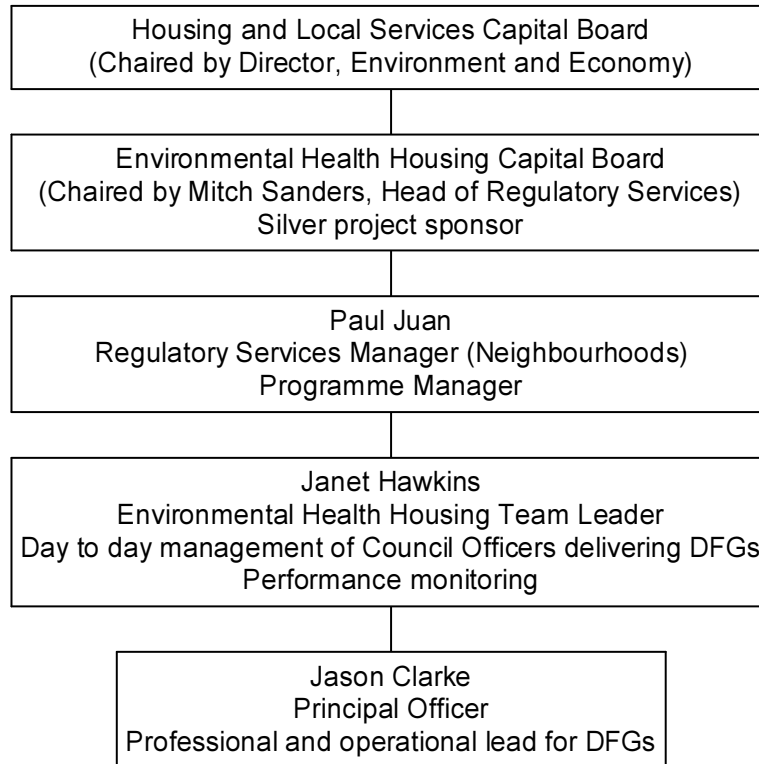 Housing and Local Services Capital Board
(Chaired by Director, Environment and Economy)
Environmental Health Housing Capital Board
(Chaired by Mitch Sanders, Head of Regulatory Services)
Silver project sponsor
Paul Juan
Regulatory Services Manager (Neighbourhoods)
Programme Manager
Janet Hawkins
Environmental Health Housing Team Leader
Day to day management of Council Officers delivering DFGs
Performance monitoring
Jason Clarke
Principal Officer
Professional and operational lead for DFGs